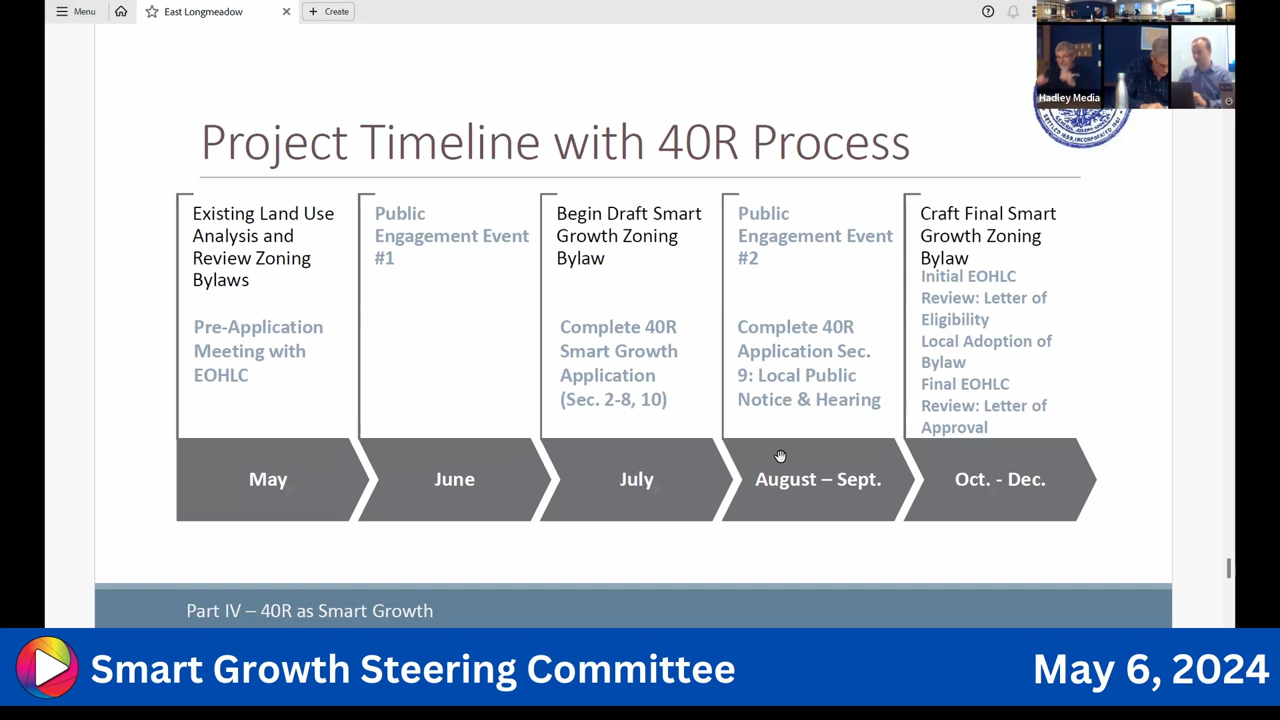 Menu
East Longmeadow
+ Create
Hadley Media
Project Timeline with 40R Process
Existing Land Use
Analysis and
Review Zoning
Bylaws
Pre-Application
Meeting with
EOHLC
Public
Engagement Event
#1
Begin Draft Smart
Growth Zoning
Bylaw
Complete 40R
Smart Growth
Application
(Sec. 2-8, 10)
Public
Engagement Event
#2
Complete 40R
Application Sec.
9: Local Public
Notice & Hearing
Craft Final Smart
Growth Zoning
Bylaw
Initial EOHLC
Review: Letter of
Eligibility
Local Adoption of
Bylaw
Final EOHLC
Review: Letter of
Approval
May
June
July
August – Sept.
Oct. - Dec.
Part IV – 40R as Smart Growth
Smart Growth Steering Committee
May 6, 2024